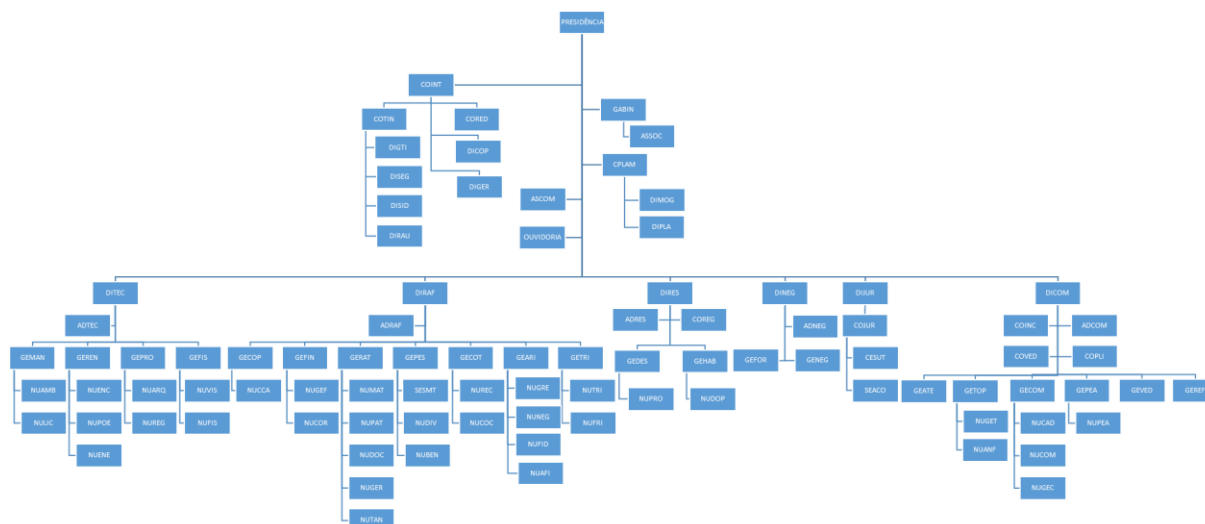 PRESIDÊNCIA
COINT
COTIN
CORED
DIGTI
DICOP
DISEG
DIGER
DISID
DIRAU
GABIN
ASSOC
CPLAM
DIMOG
DIPLA
ASCOM
OUVIDORIA
DITEC
DIRAF
DIRES
DINEG
DIJUR
DICOM
ADTEC
ADRAF
ADRES
COREG
ADNEG
COJUR
COINC
ADCOM
COVED
COPLI
GEMAN
GEREN
GEPRO
GEFIS
GECOP
GEFIN
GERAT
GEPES
GECOT
GEARI
GETRI
GEDES
GEHAB
GEFOR
GENEG
CESUT
SEACO
GEATE
GETOP
GECOM
GEPEA
GEVED
GEREF
NUAMB
NUENC
NUARQ
NUVIS
NUCCA
NUGEF
NUMAT
SESMT
NUREC
NUGRE
NUTRI
NUPRO
NUDOP
NULIC
NUPOE
NUREG
NUFIS
NUCOR
NUPAT
NUDIV
NUCOC
NUNEG
NUFRI
NUENE
NUDOC
NUBEN
NUFID
NUGER
NUAFI
NUTAN
NUGET
NUCAD
NUPEA
NUANF
NUCOM
NUGEC